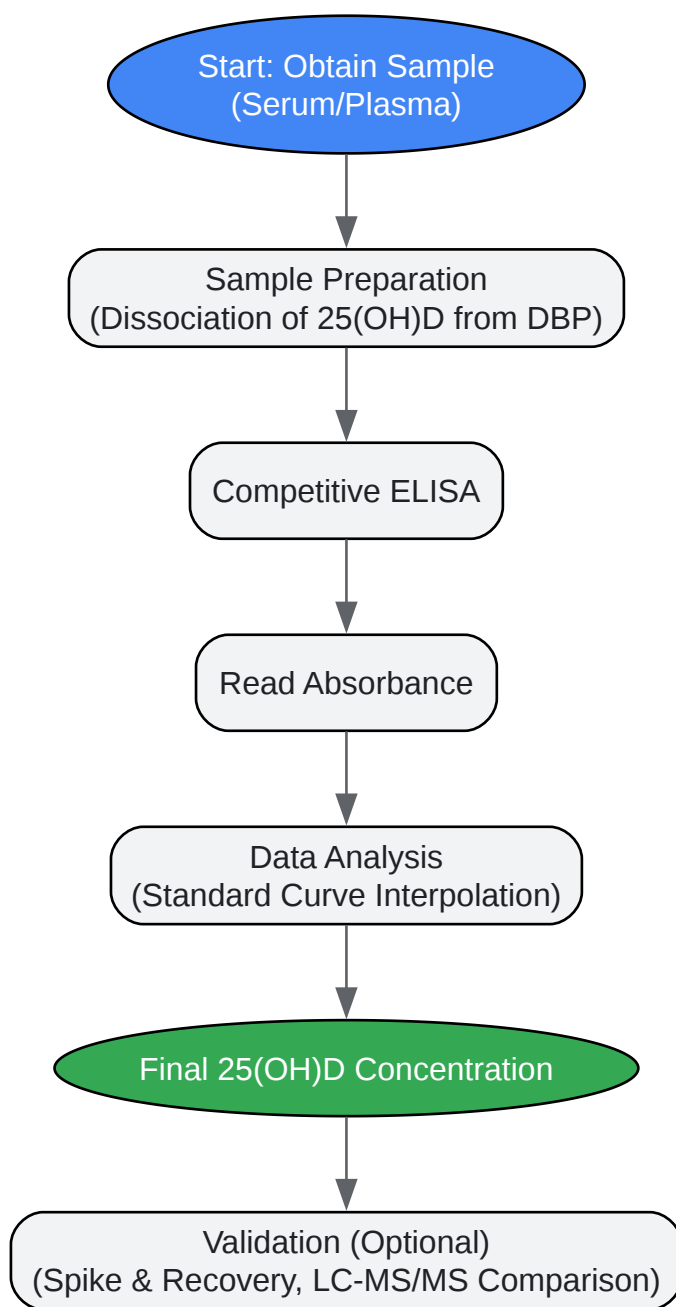 Start: Obtain Sample
(Serum/Plasma)
Sample Preparation
(Dissociation of 25(OH)D from DBP)
Competitive ELISA
Read Absorbance
Data Analysis
(Standard Curve Interpolation)
Final 25(OH)D Concentration
Validation (Optional)
(Spike & Recovery, LC-MS/MS Comparison)